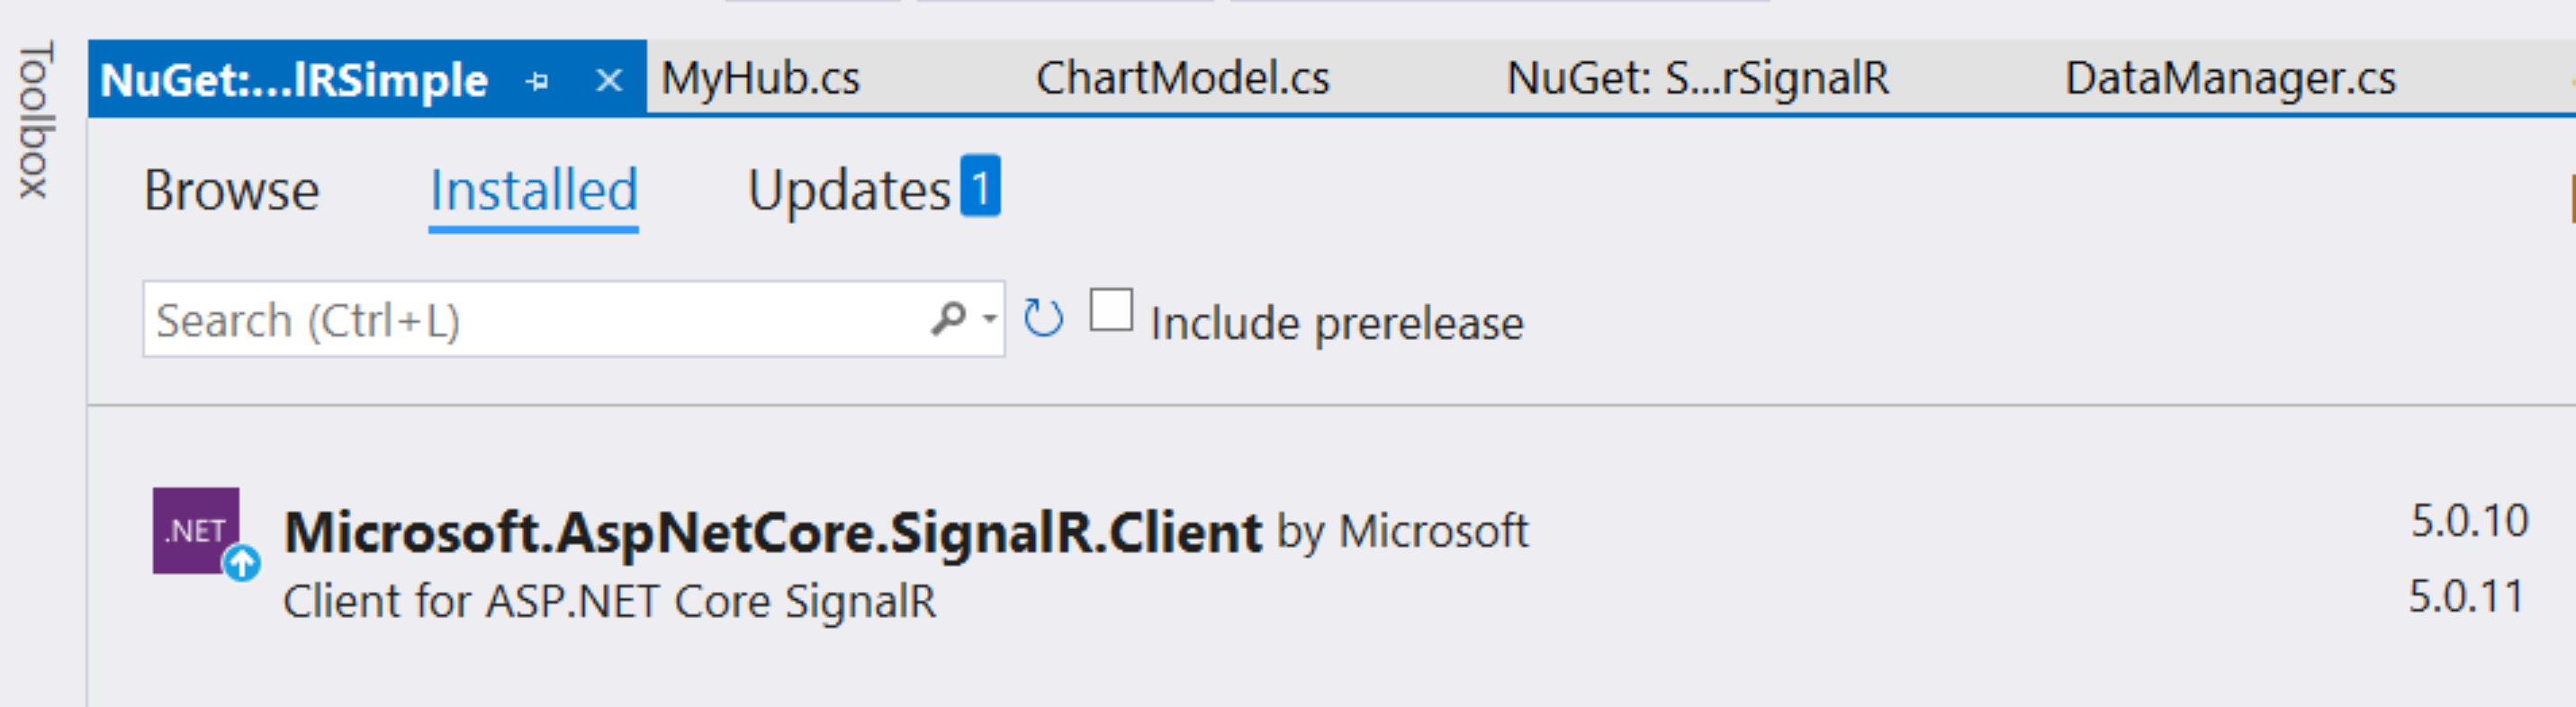 Toolbox
NuGet:...lRSimple MyHub.cs ChartModel.cs NuGet: S...rSignalR DataManager.cs
Browse Installed Updates 1
Search (Ctrl+L) Include prerelease
.NET Microsoft.AspNetCore.SignalR.Client by Microsoft 5.0.10
Client for ASP.NET Core SignalR 5.0.11